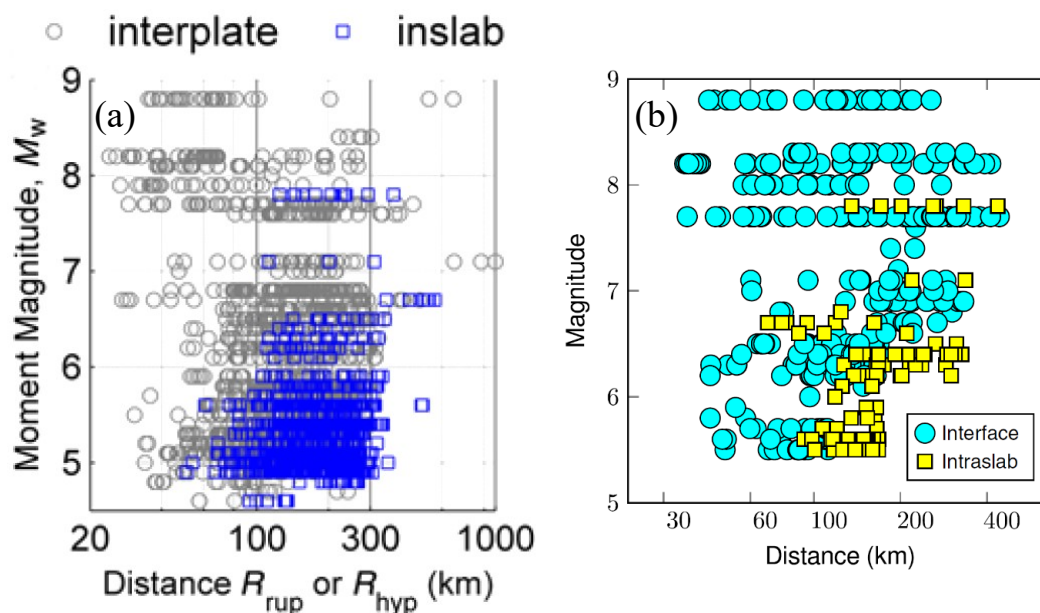 interplate inslab
(a)
Moment Magnitude, Mw
9
8
7
6
5
20 100 300 1000
Distance Rrup or Rhyp (km)
(b)
Magnitude
9
8
7
6
5
Interface
Intraslab
30 60 100 200 400
Distance (km)